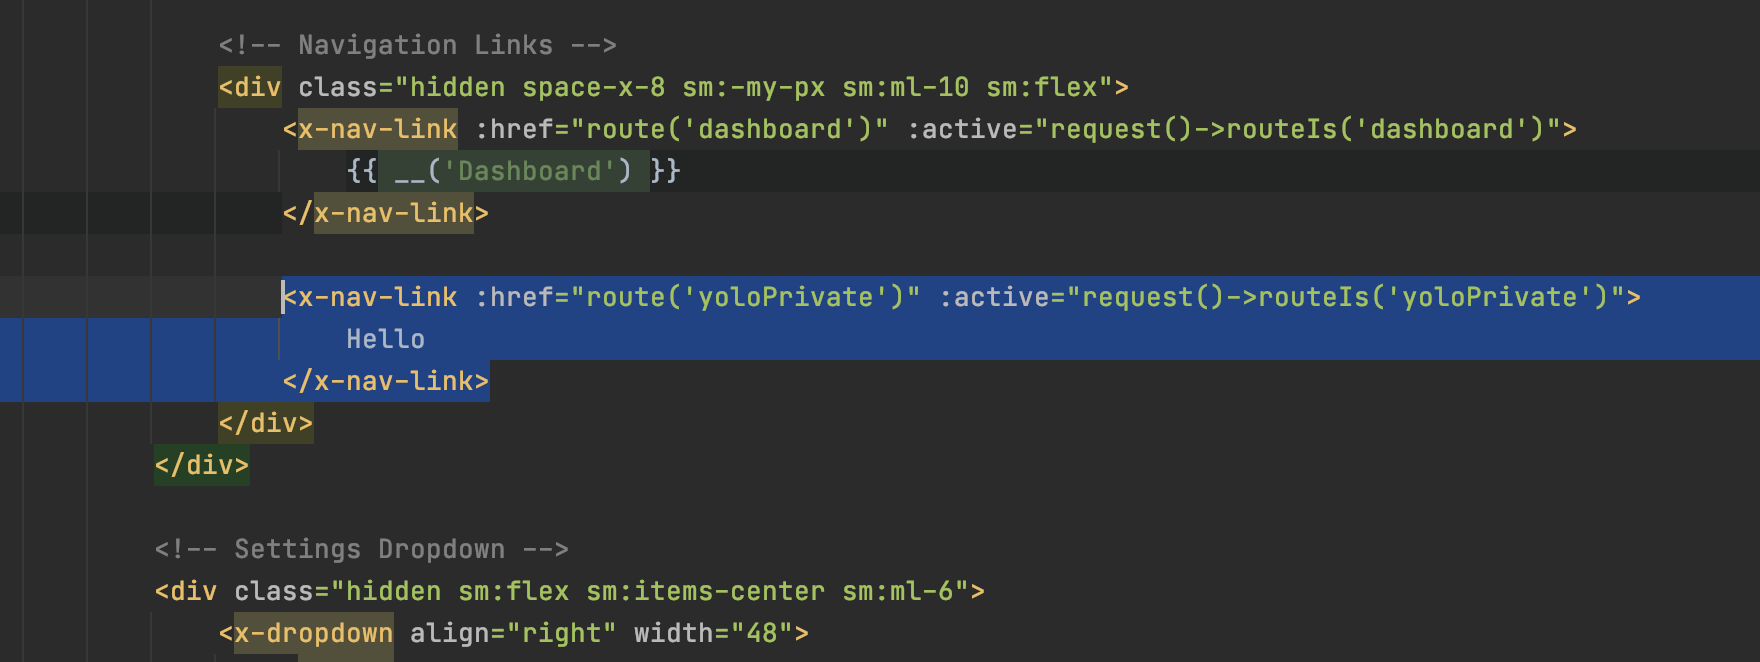 <!-- Navigation Links -->
<div class="hidden space-x-8 sm:-my-px sm:ml-10 sm:flex">
<x-nav-link :href="route('dashboard')" :active="request()->routeIs('dashboard')">
{{ __('Dashboard') }}
</x-nav-link>
<x-nav-link :href="route('yoloPrivate')" :active="request()->routeIs('yoloPrivate')">
Hello
</x-nav-link>
</div>
</div>
<!-- Settings Dropdown -->
<div class="hidden sm:flex sm:items-center sm:ml-6">
<x-dropdown align="right" width="48">